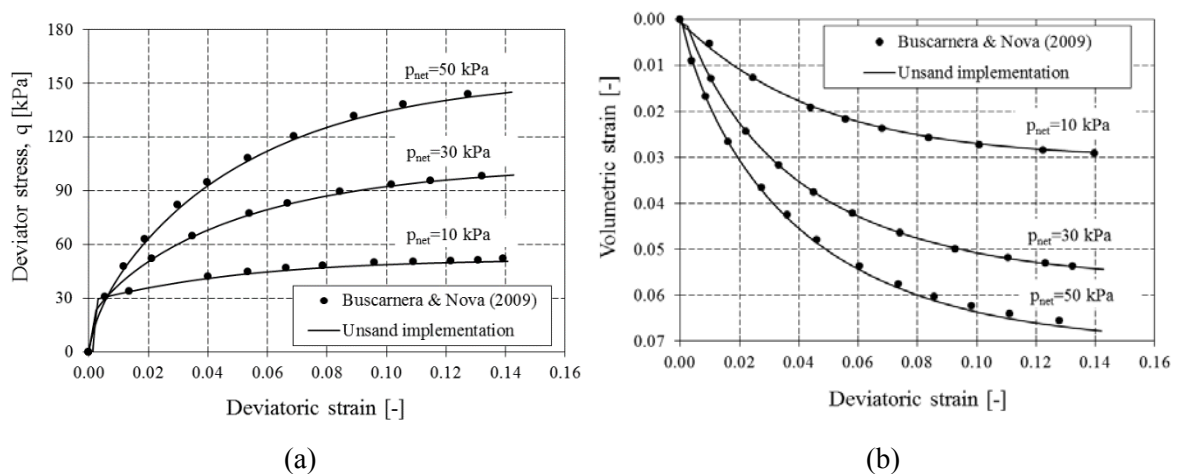 180
150
120
90
60
30
0
Deviator stress, q [kPa]
p_net=50 kPa
p_net=30 kPa
p_net=10 kPa
Buscarnera & Nova (2009)
Unsand implementation
0.00 0.02 0.04 0.06 0.08 0.10 0.12 0.14 0.16
Deviatoric strain [-]
(a)
0.00
0.01
0.02
0.03
0.04
0.05
0.06
0.07
Volumetric strain [-]
Buscarnera & Nova (2009)
Unsand implementation
p_net=10 kPa
p_net=30 kPa
p_net=50 kPa
0.00 0.02 0.04 0.06 0.08 0.10 0.12 0.14 0.16
Deviatoric strain [-]
(b)